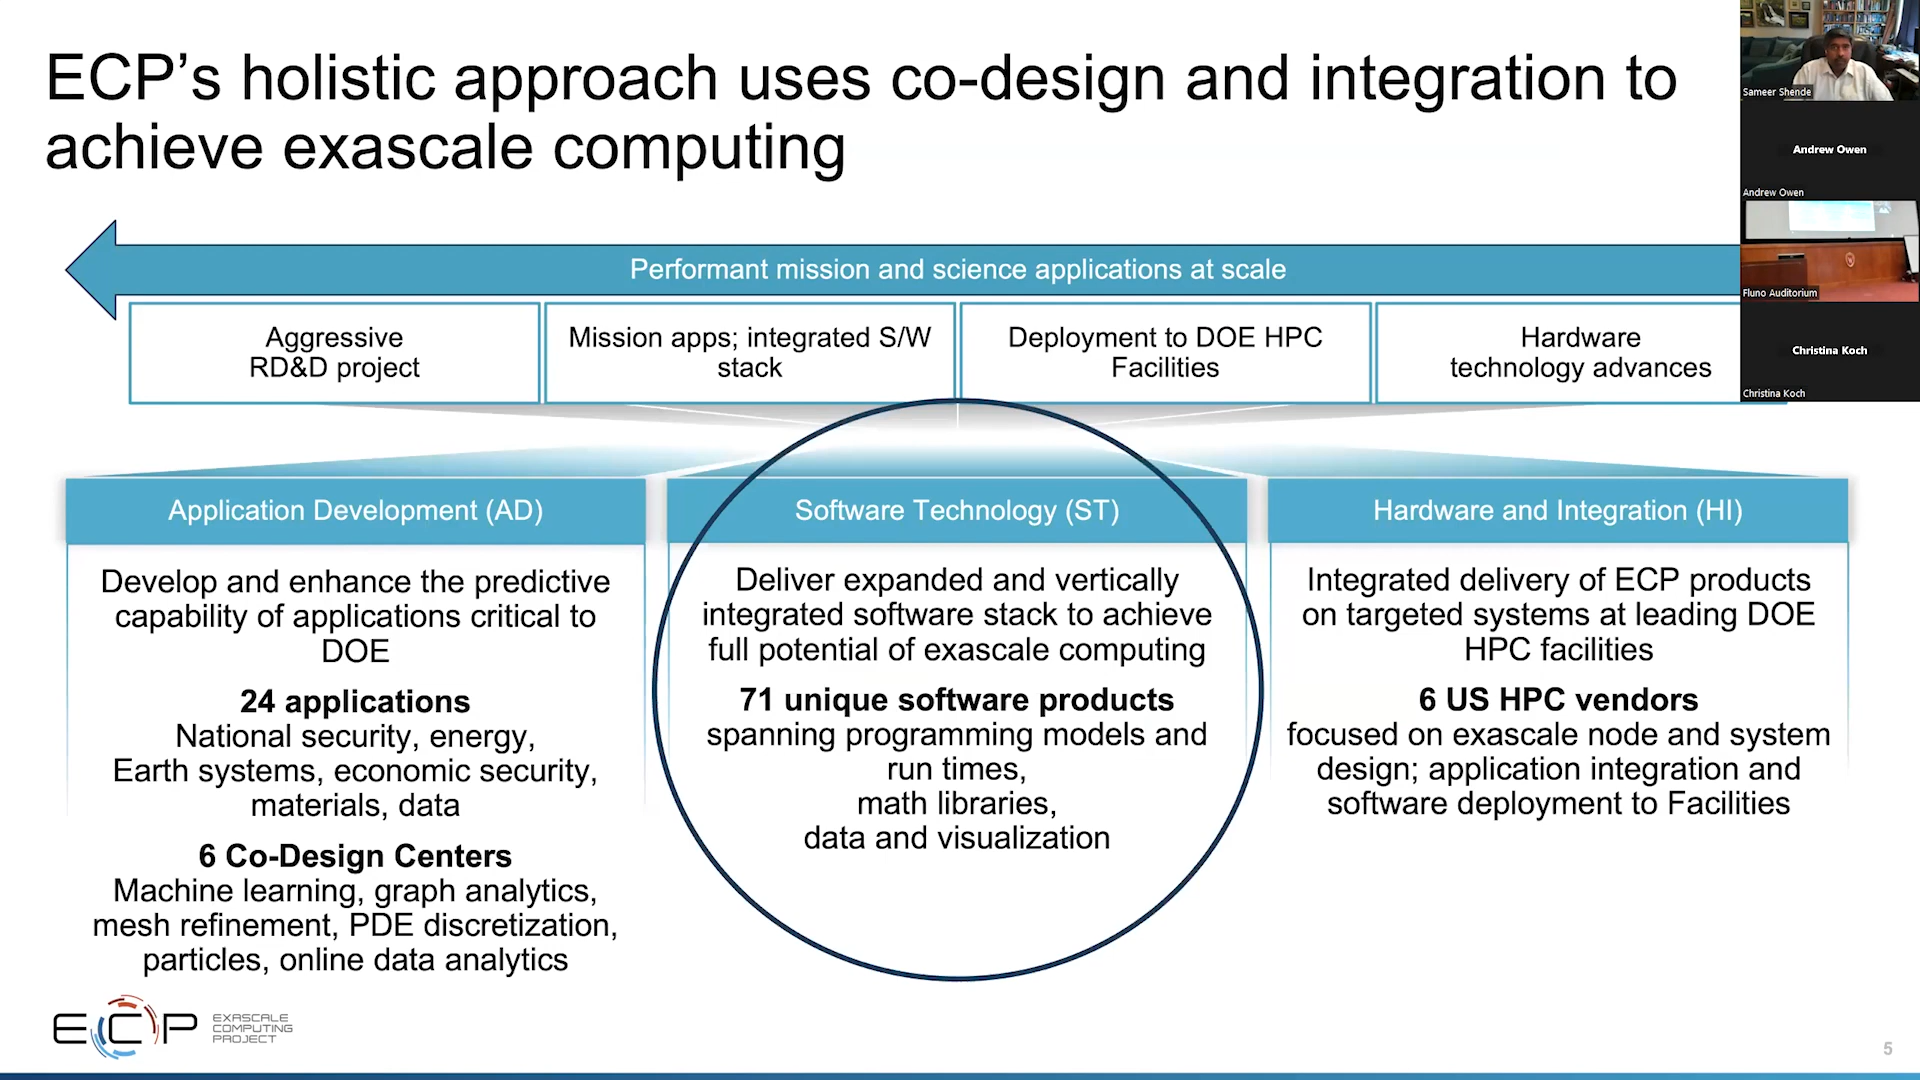 ECP’s holistic approach uses co-design and integration to
achieve exascale computing
Performant mission and science applications at scale
Aggressive
RD&D project
Mission apps; integrated S/W
stack
Deployment to DOE HPC
Facilities
Hardware
technology advances
Application Development (AD)
Develop and enhance the predictive
capability of applications critical to
DOE
24 applications
National security, energy,
Earth systems, economic security,
materials, data
6 Co-Design Centers
Machine learning, graph analytics,
mesh refinement, PDE discretization,
particles, online data analytics
Software Technology (ST)
Deliver expanded and vertically
integrated software stack to achieve
full potential of exascale computing
71 unique software products
spanning programming models and
run times,
math libraries,
data and visualization
Hardware and Integration (HI)
Integrated delivery of ECP products
on targeted systems at leading DOE
HPC facilities
6 US HPC vendors
focused on exascale node and system
design; application integration and
software deployment to Facilities
ECP
EXASCALE
COMPUTING
PROJECT
5
Sameer Shende
Andrew Owen
Andrew Owen
Fluno Auditorium
Christina Koch
Christina Koch